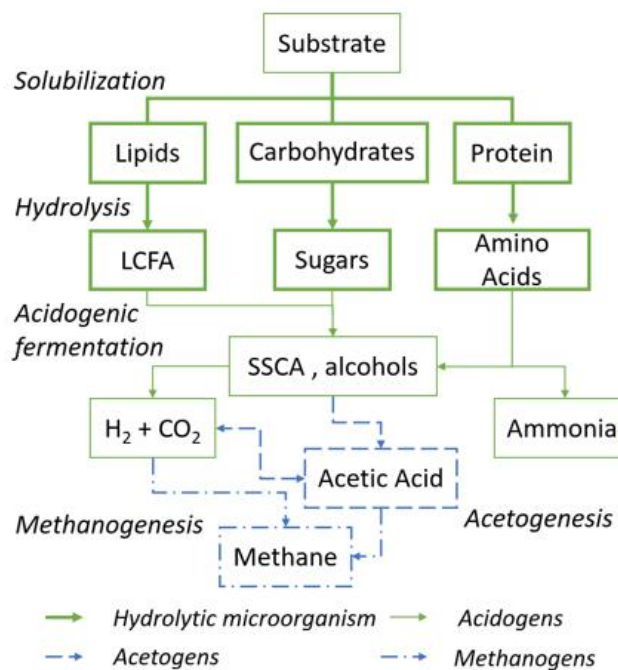 Substrate
Solubilization
Lipids Carbohydrates Protein
Hydrolysis
LCFA Sugars Amino
Acids
Acidogenic
fermentation
SSCA , alcohols
H₂ + CO₂ Ammonia
Acetic Acid
Methanogenesis Acetogenesis
Methane
Hydrolytic microorganism Acidogens
Acetogens Methanogens